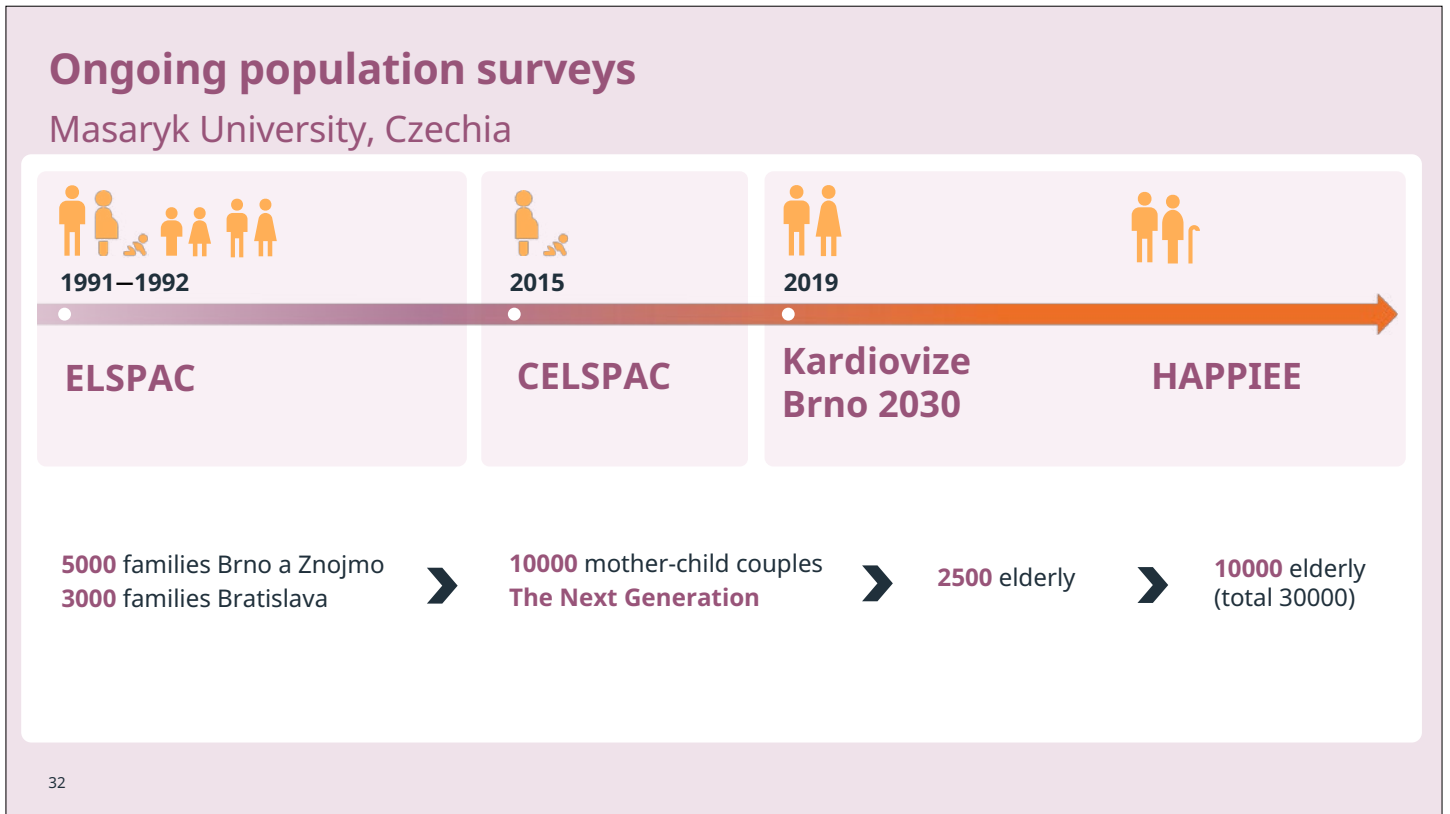 Ongoing population surveys
Masaryk University, Czechia
1991–1992
2015
2019
ELSPAC
CELSPAC
Kardiovize
Brno 2030
HAPPIEE
5000 families Brno a Znojmo
3000 families Bratislava
10000 mother-child couples
The Next Generation
2500 elderly
10000 elderly
(total 30000)
32